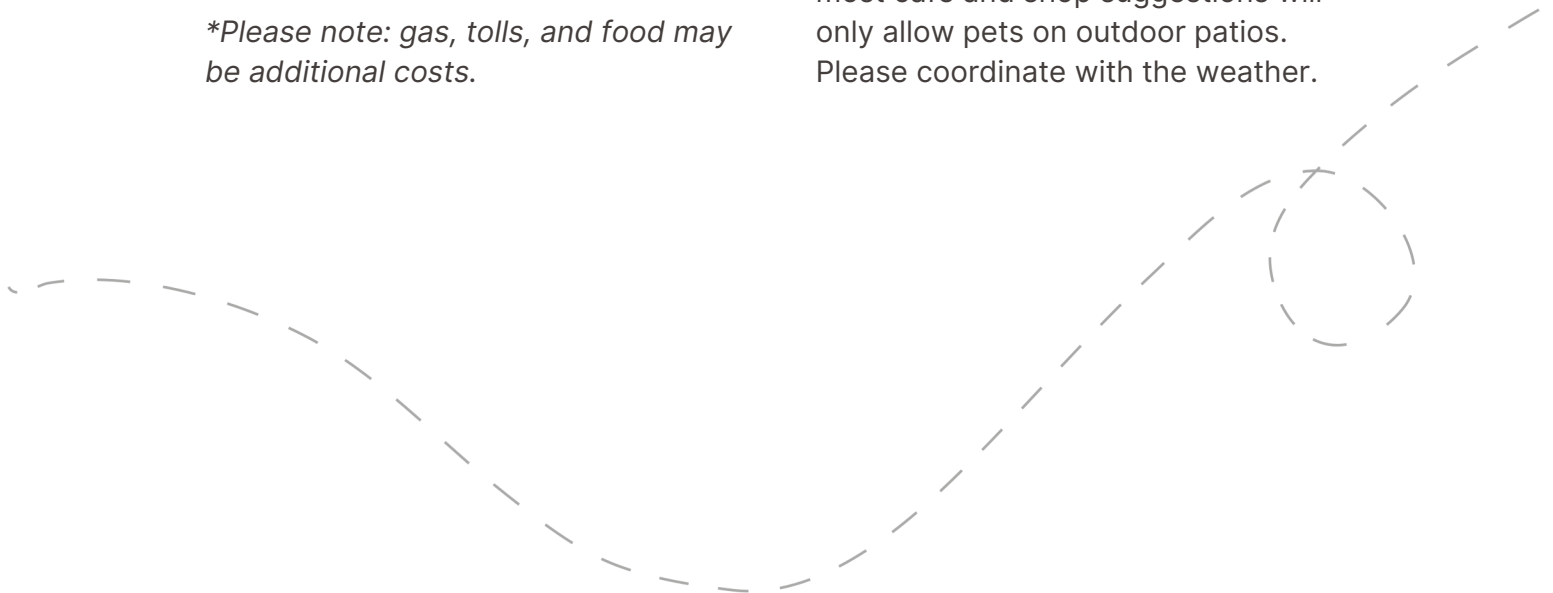 *Please note: gas, tolls, and food may
be additional costs.
only allow pets on outdoor patios.
Please coordinate with the weather.